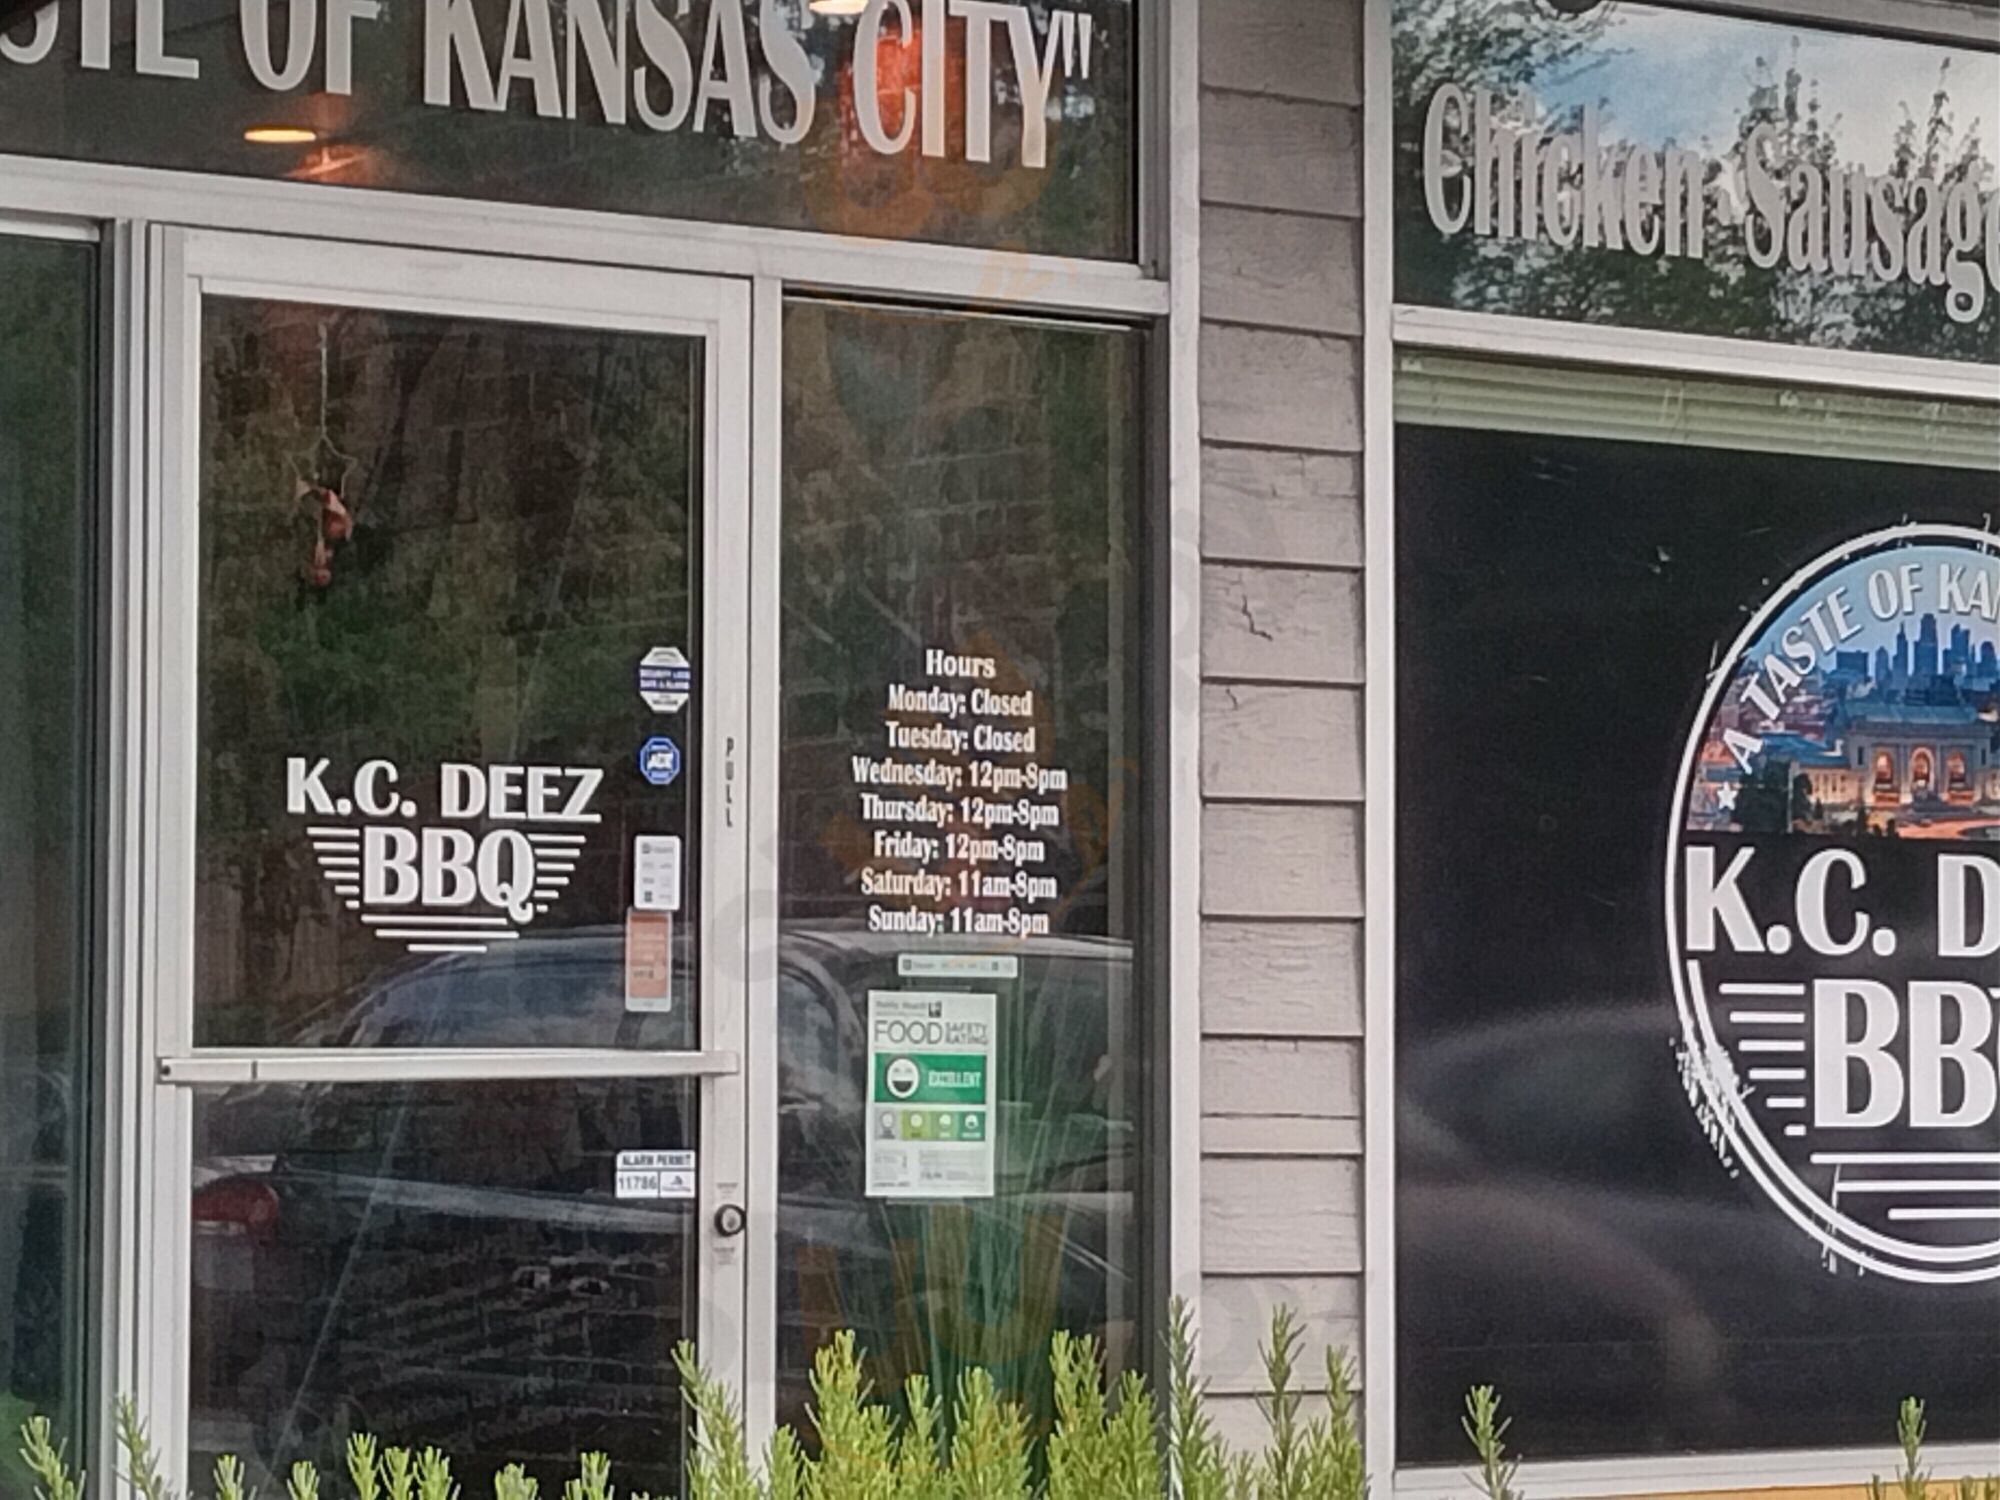 OF KANSAS CITY"
Chicken Sausage
K.C. DEEZ
BBQ
PULL
ALARM PERMIT
11786
Hours
Monday: Closed
Tuesday: Closed
Wednesday: 12pm-8pm
Thursday: 12pm-8pm
Friday: 12pm-8pm
Saturday: 11am-8pm
Sunday: 11am-8pm
FOOD SAFETY
RATING
EXCELLENT
A TASTE OF KAN
K.C. D
BB